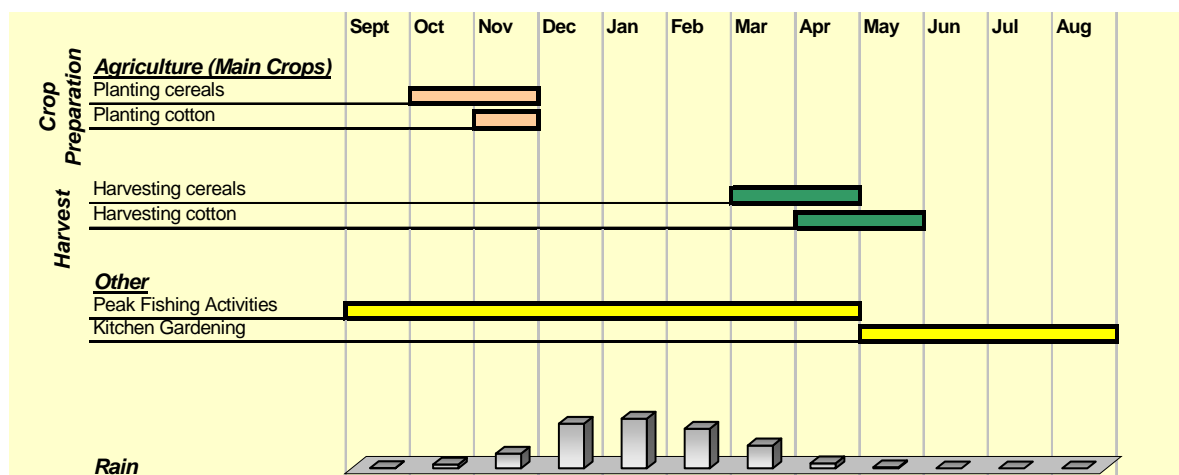 Sept Oct Nov Dec Jan Feb Mar Apr May Jun Jul Aug
Crop
Preparation
Agriculture (Main Crops)
Planting cereals
Planting cotton
Harvest
Harvesting cereals
Harvesting cotton
Other
Peak Fishing Activities
Kitchen Gardening
Rain